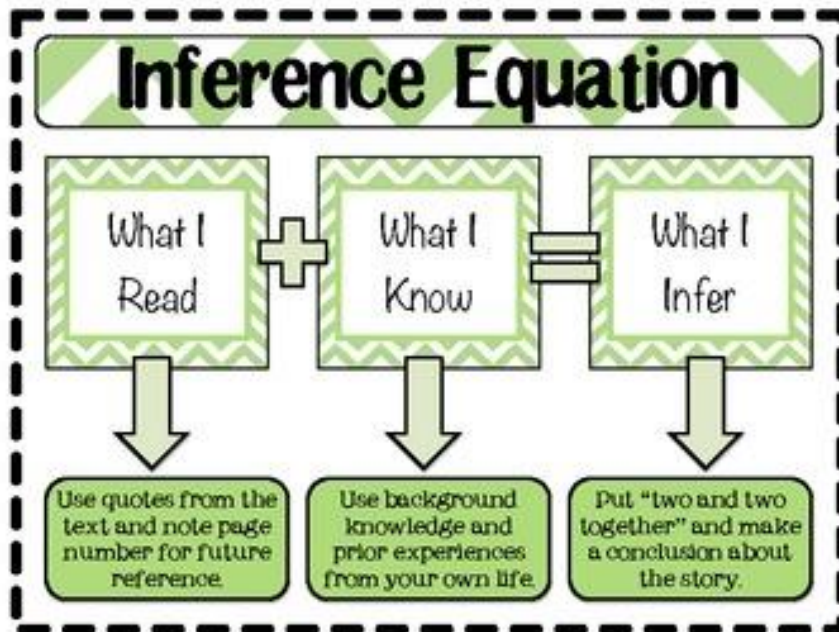 Inference Equation
What I
Read
What I
Know
What I
Infer
Use quotes from the
text and note page
number for future
reference.
Use background
knowledge and
prior experiences
from your own life.
Put "two and two
together" and make
a conclusion about
the story.